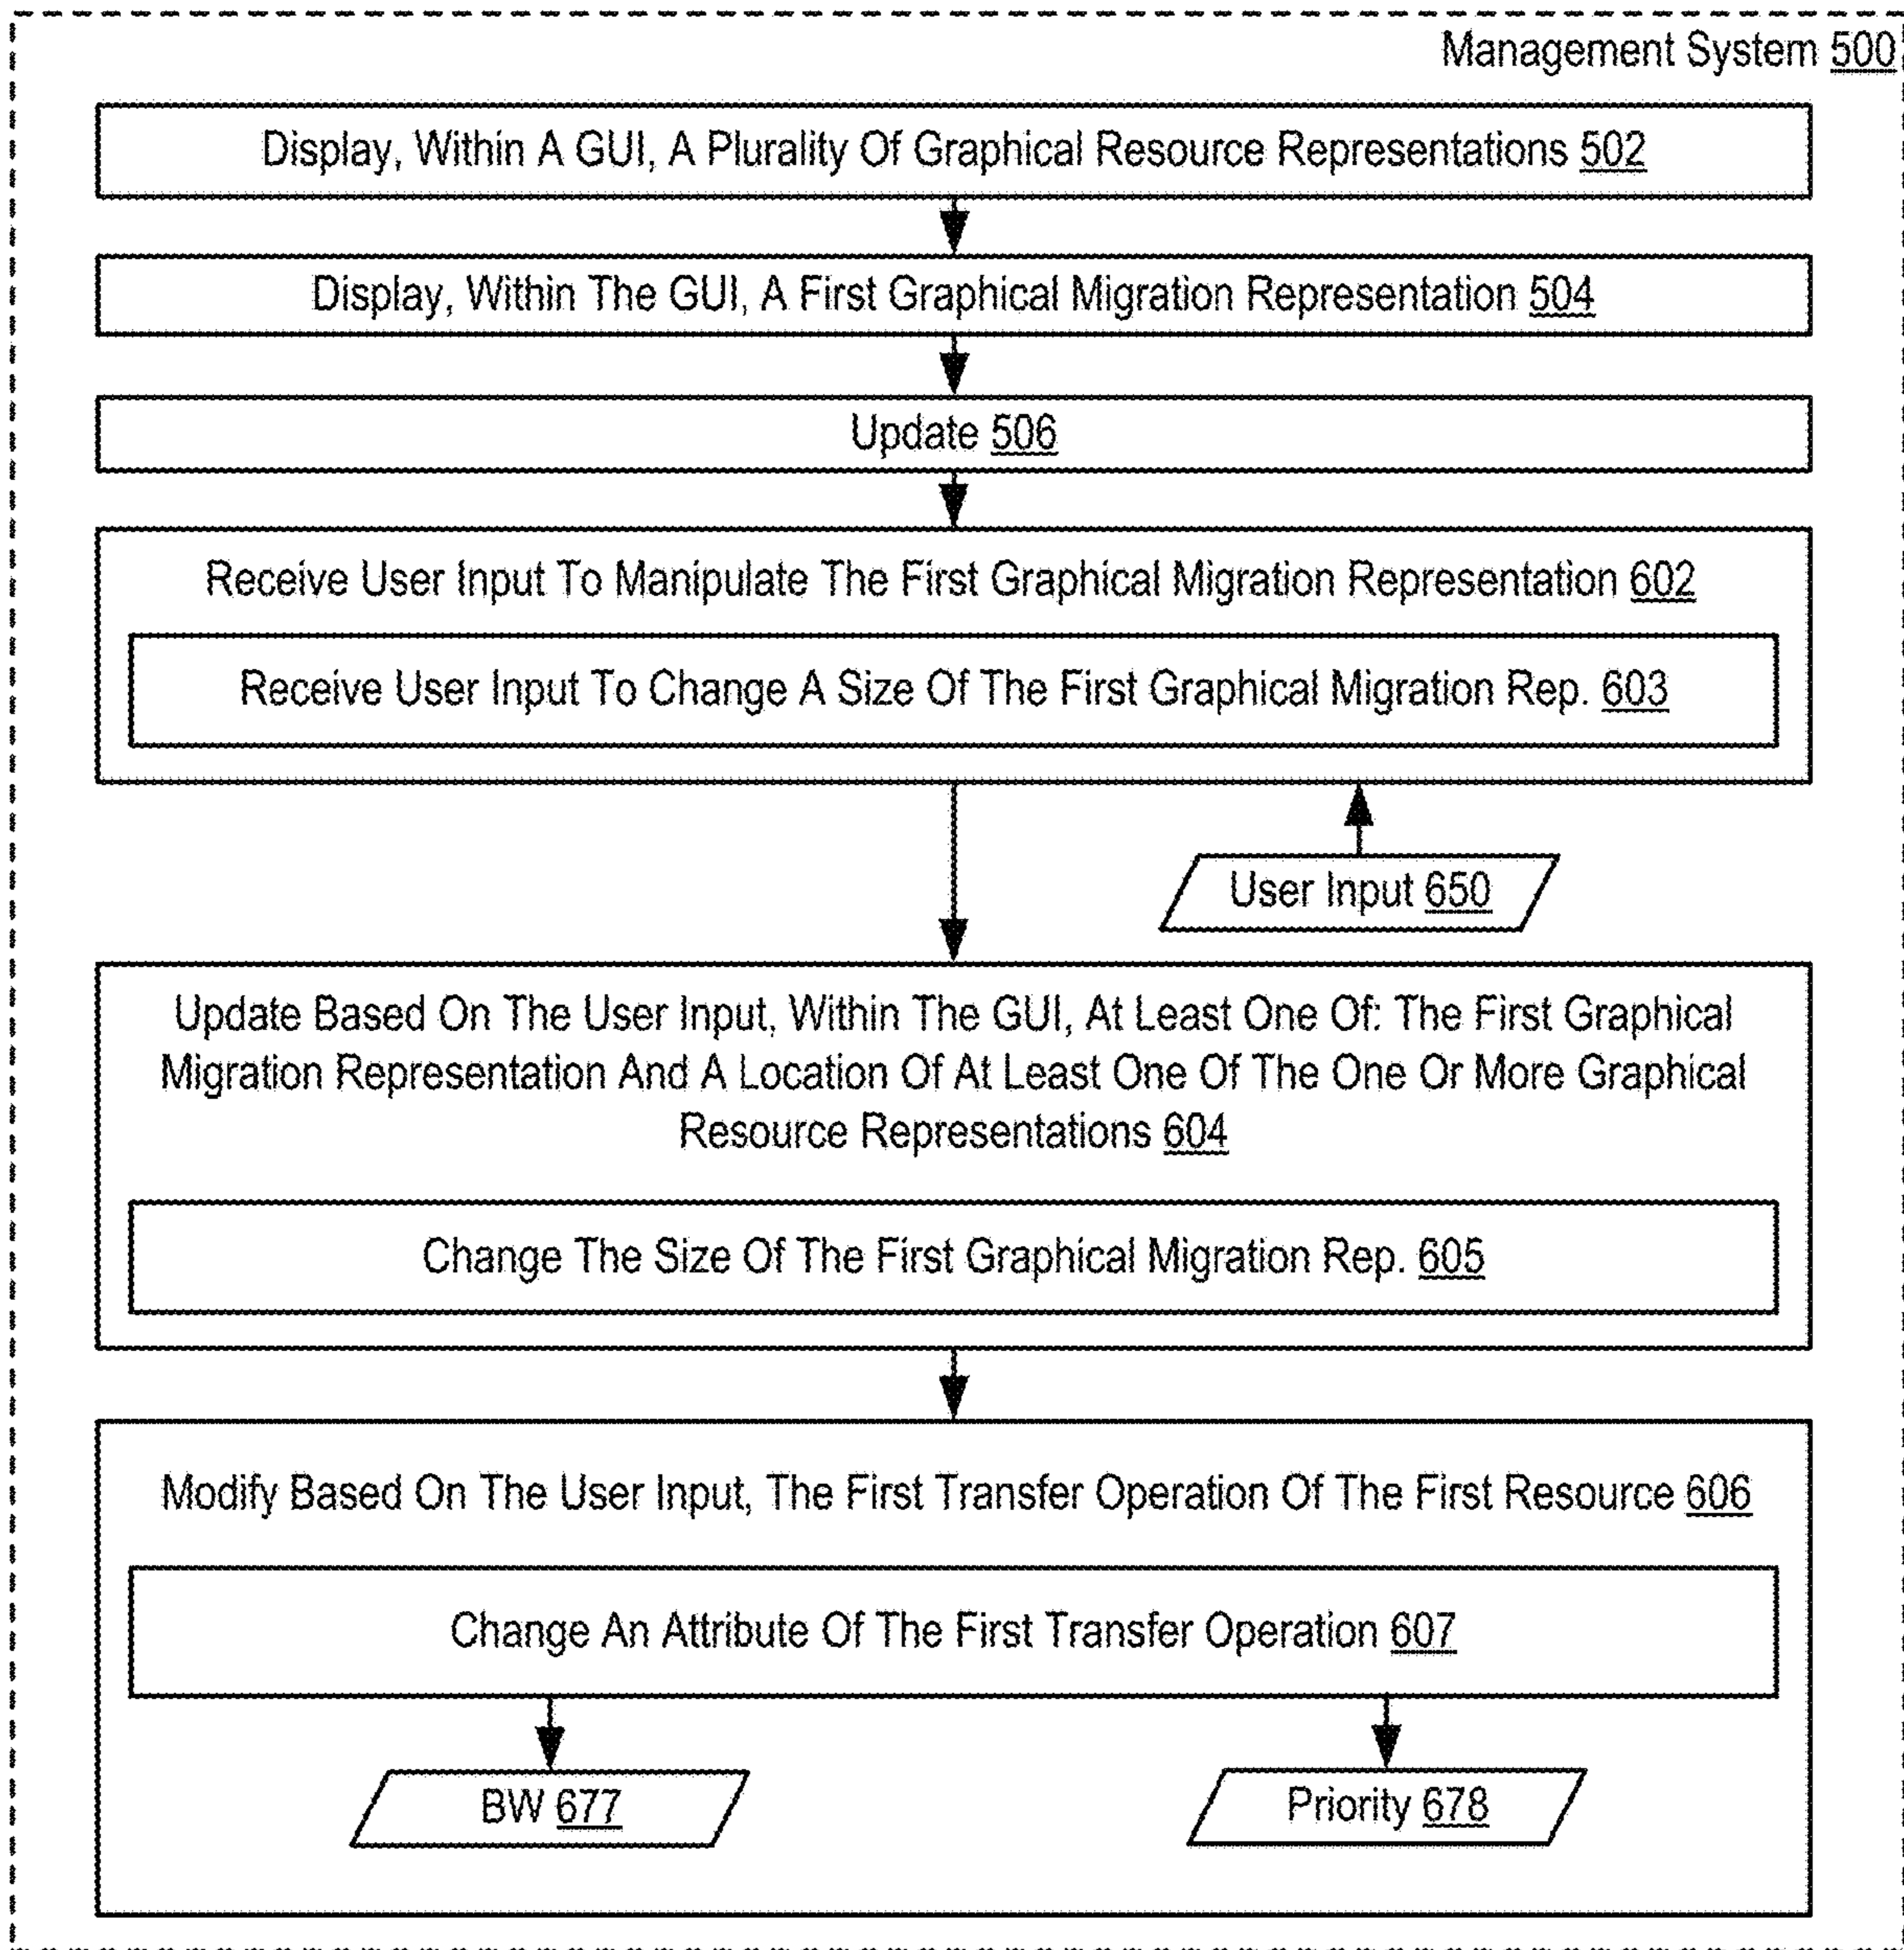 Management System 500
Display, Within A GUI, A Plurality Of Graphical Resource Representations 502
Display, Within The GUI, A First Graphical Migration Representation 504
Update 506
Receive User Input To Manipulate The First Graphical Migration Representation 602
Receive User Input To Change A Size Of The First Graphical Migration Rep. 603
User Input 650
Update Based On The User Input, Within The GUI, At Least One Of: The First Graphical
Migration Representation And A Location Of At Least One Of The One Or More Graphical
Resource Representations 604
Change The Size Of The First Graphical Migration Rep. 605
Modify Based On The User Input, The First Transfer Operation Of The First Resource 606
Change An Attribute Of The First Transfer Operation 607
BW 677
Priority 678